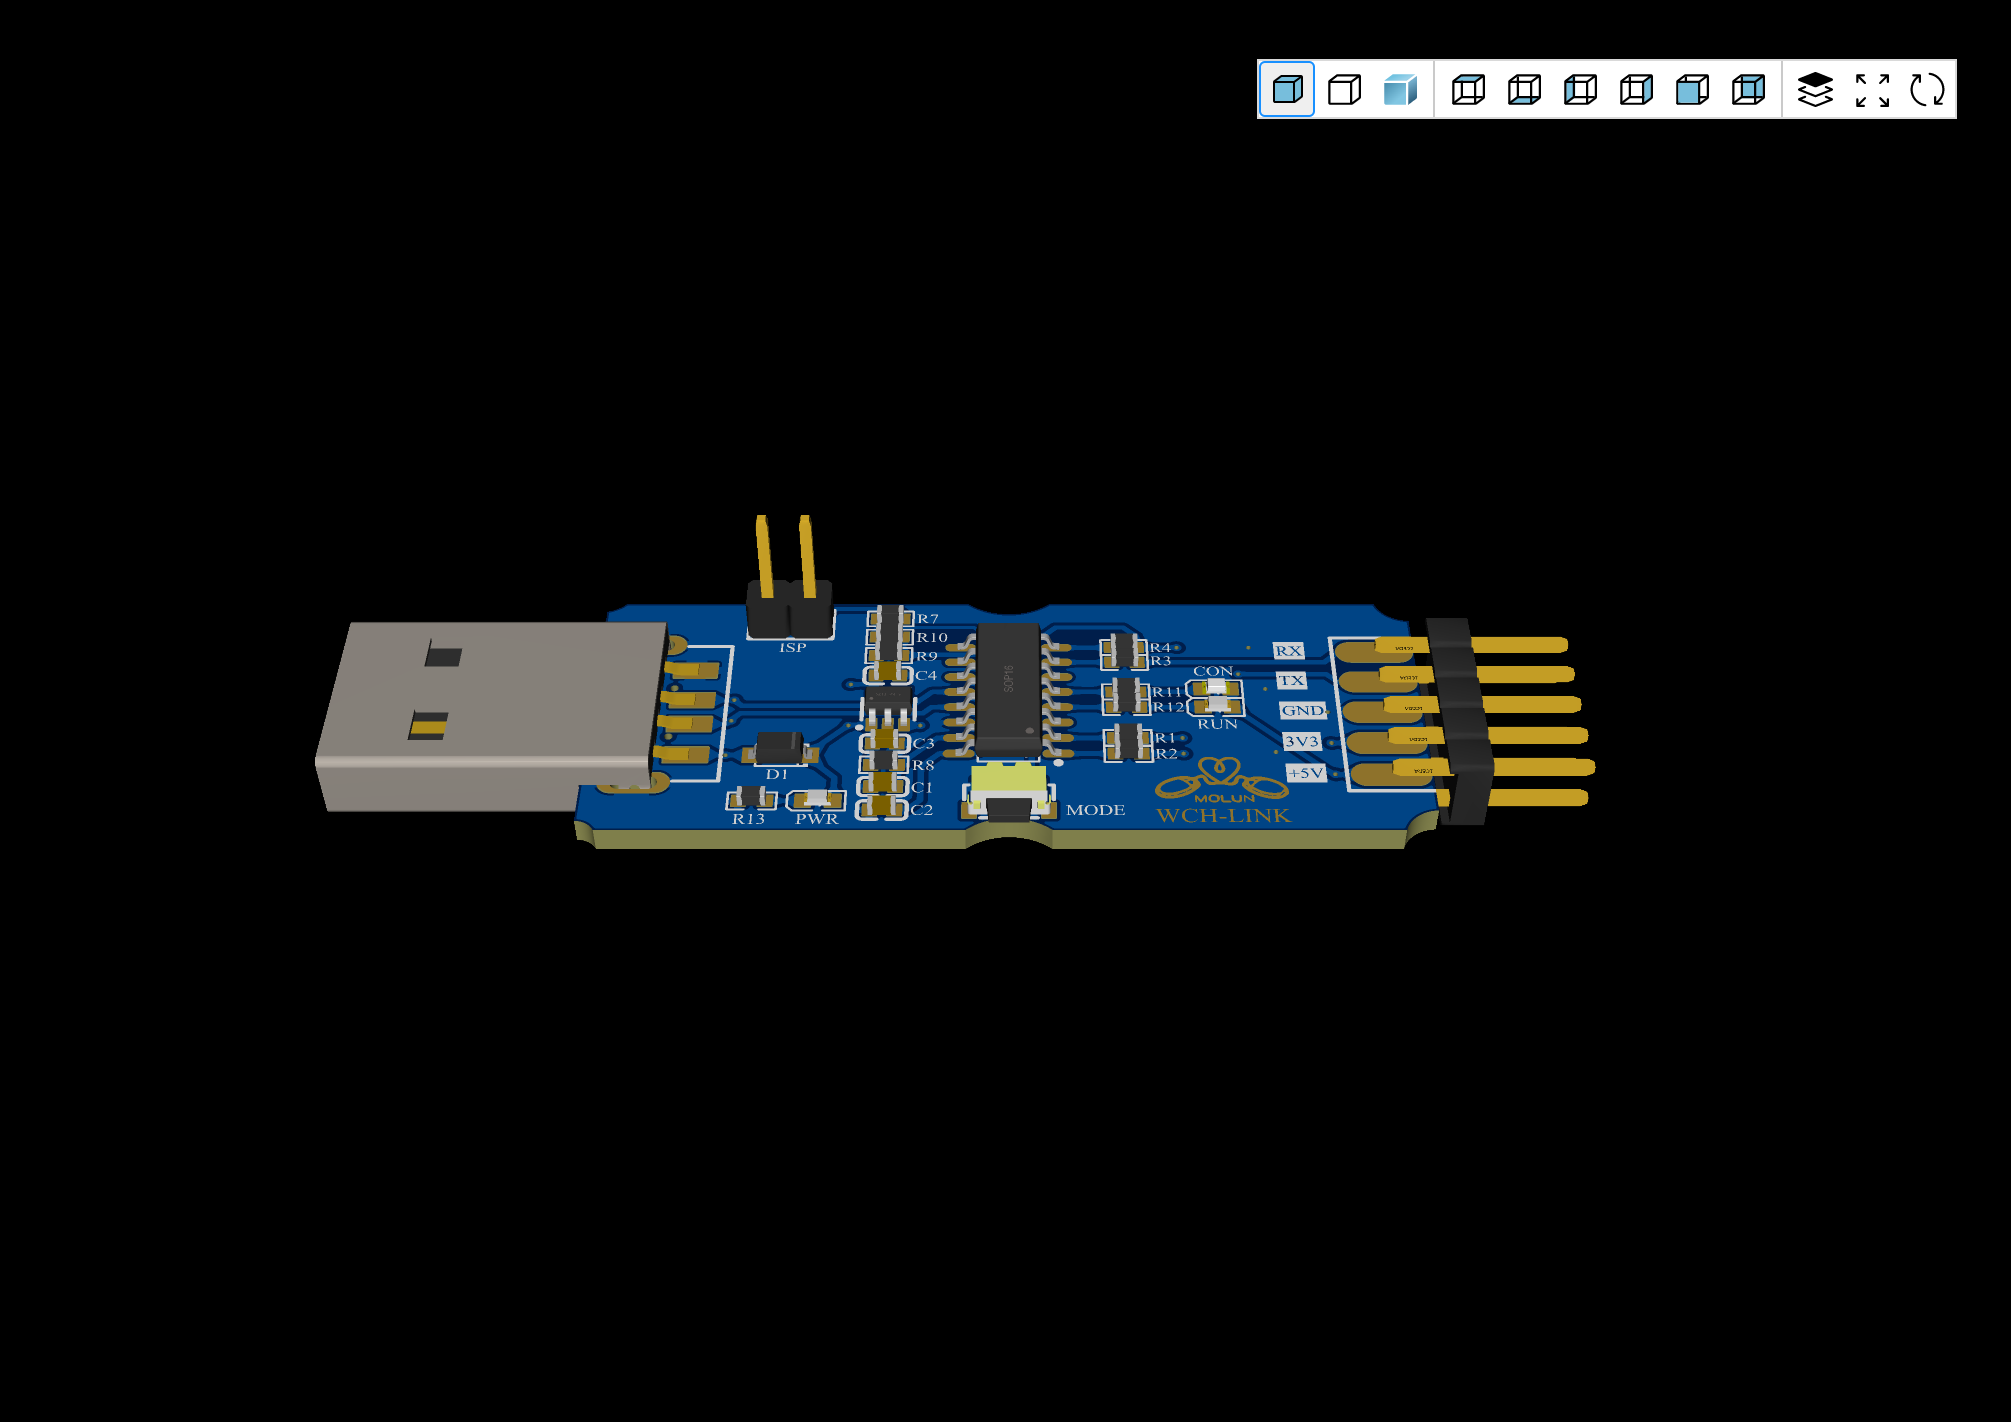 ISP
R7
R10
R9
C4
SOP16
C3
R8
C1
C2
D1
R13
PWR
MODE
R4
R3
R11
R12
R1
R2
CON
RUN
RX
TX
GND
3V3
+5V
MOLUN
WCH-LINK